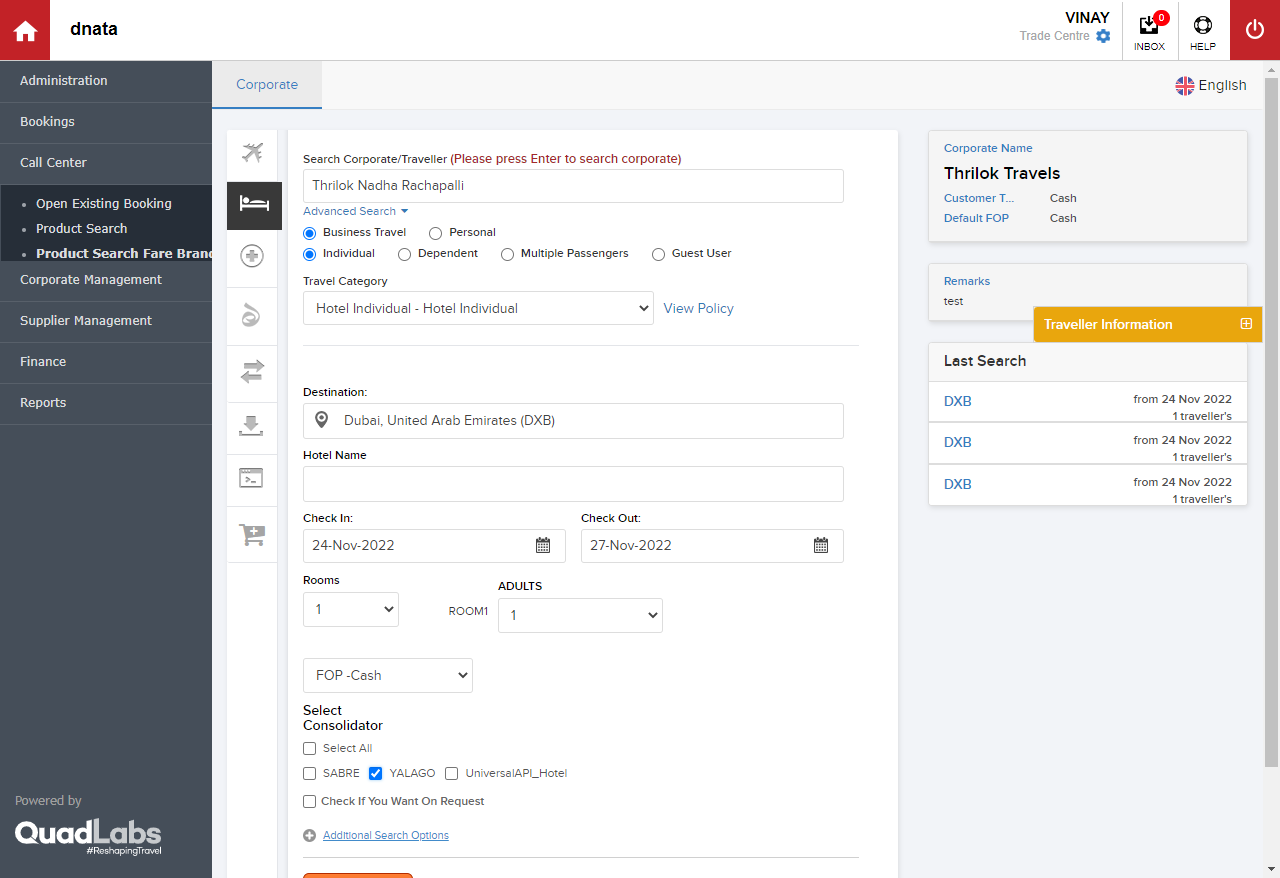 dnata
VINAY
Trade Centre
0
INBOX
HELP
Administration
Bookings
Call Center
Open Existing Booking
Product Search
Product Search Fare Branc
Corporate Management
Supplier Management
Finance
Reports
Powered by
QuadLabs
#ReshapingTravel
Corporate
English
Search Corporate/Traveller (Please press Enter to search corporate)
Thrilok Nadha Rachapalli
Advanced Search
Business Travel Personal
Individual Dependent Multiple Passengers Guest User
Travel Category
Hotel Individual - Hotel Individual View Policy
Destination:
Dubai, United Arab Emirates (DXB)
Hotel Name
Check In: Check Out:
24-Nov-2022 27-Nov-2022
Rooms ADULTS
1 ROOM1 1
FOP -Cash
Select
Consolidator
Select All
SABRE YALAGO UniversalAPI_Hotel
Check If You Want On Request
Additional Search Options
Corporate Name
Thrilok Travels
Customer T... Cash
Default FOP Cash
Remarks
test
Traveller Information
Last Search
DXB from 24 Nov 2022
1 traveller's
DXB from 24 Nov 2022
1 traveller's
DXB from 24 Nov 2022
1 traveller's